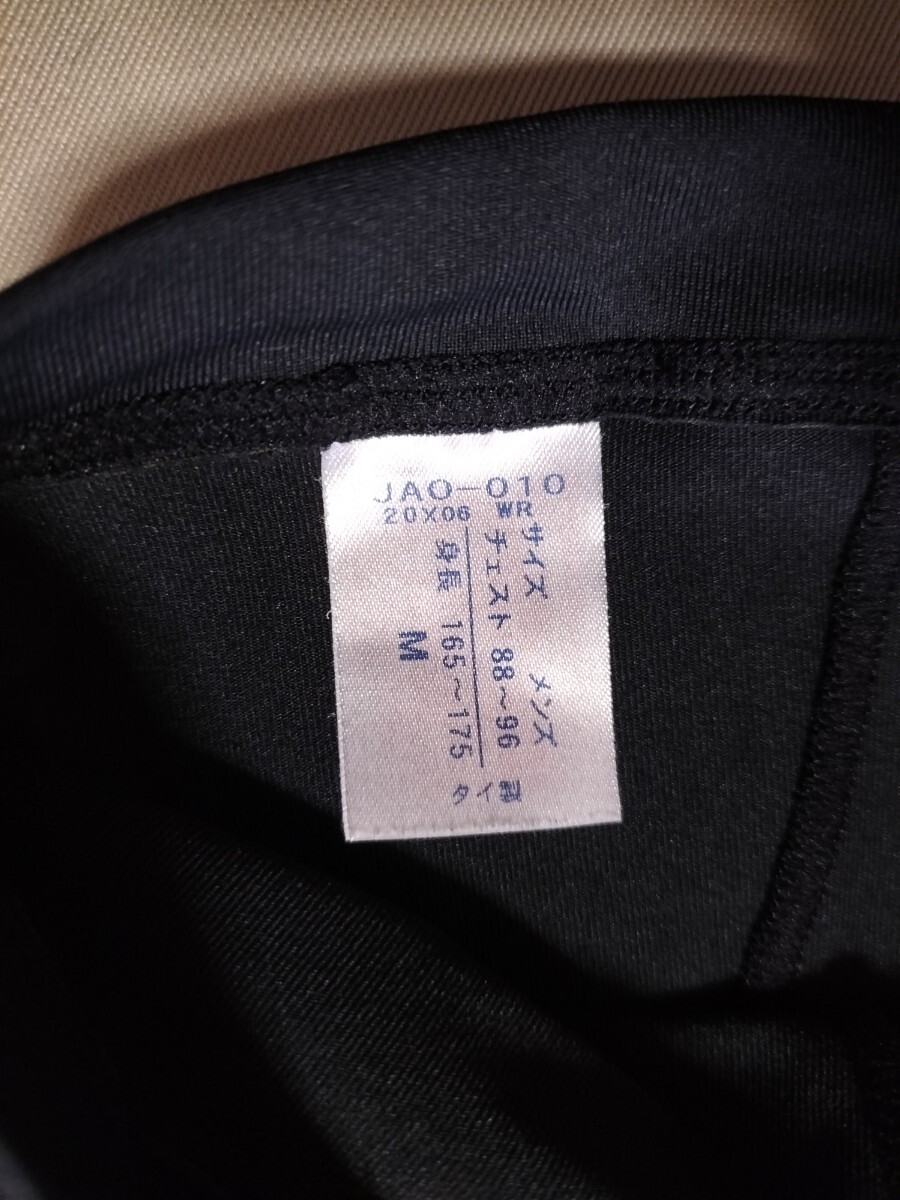 JAO-010
20X06 WR
サイズ メンズ
チェスト 88～96
身長 165～175
M
タイ製